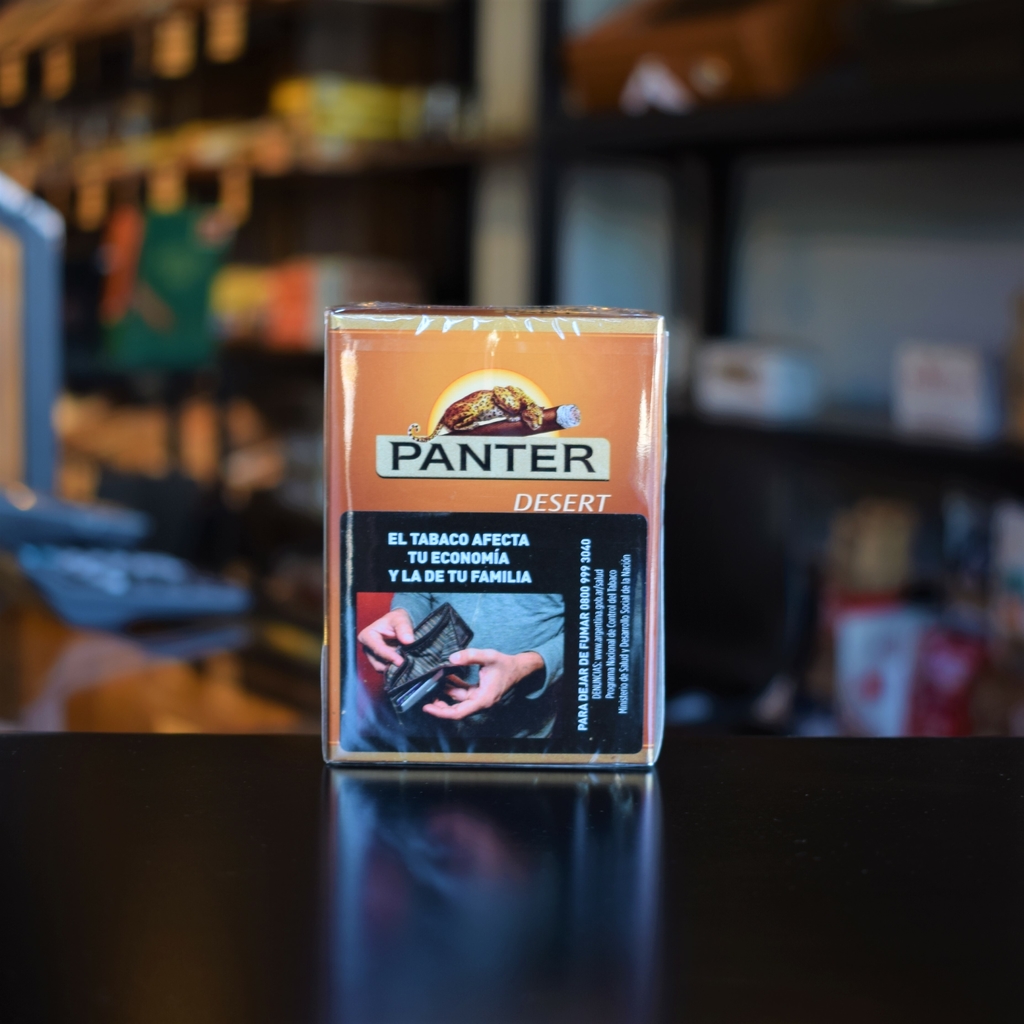 PANTER
DESERT
EL TABACO AFECTA
TU ECONOMÍA
Y LA DE TU FAMILIA
PARA DEJAR DE FUMAR 0800 999 3040
DENUNCIAS: www.argentina.gob.ar/salud
Programa Nacional de Control del Tabaco
Ministerio de Salud y Desarrollo Social de la Nación